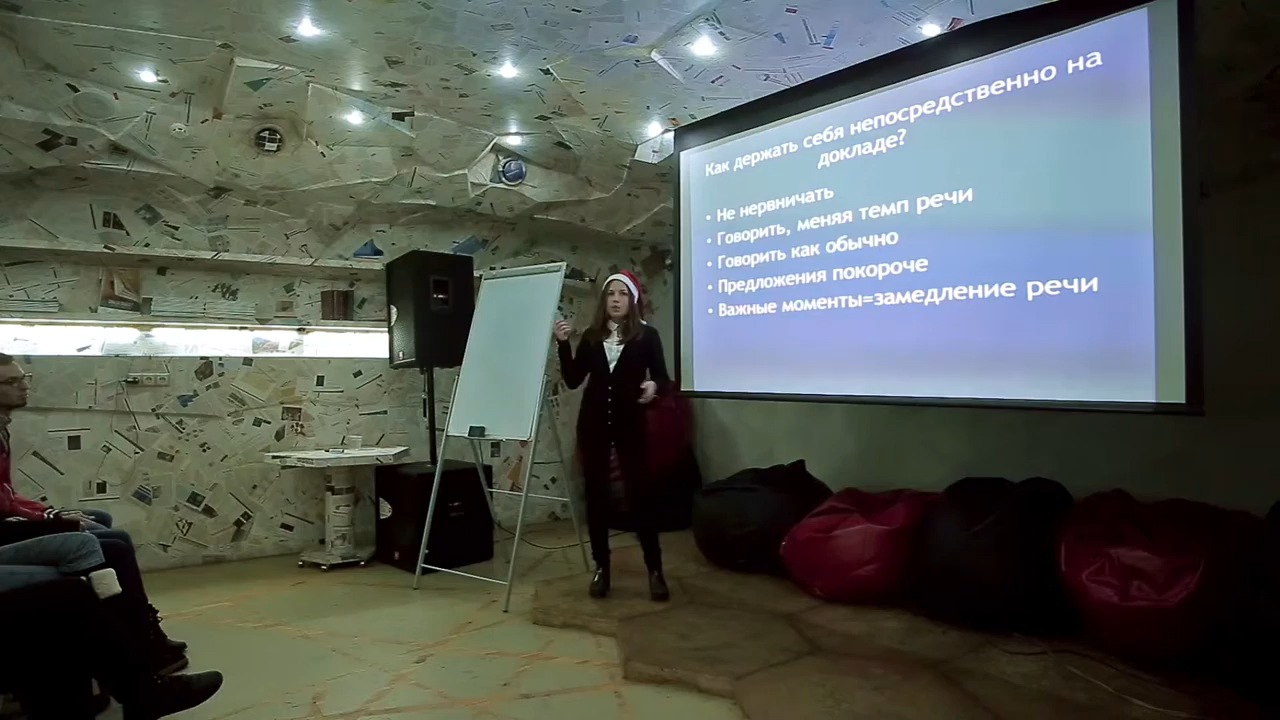 Как держать себя непосредственно на
докладе?
• Не нервничать
• Говорить, меняя темп речи
• Говорить как обычно
• Предложения покороче
• Важные моменты=замедление речи